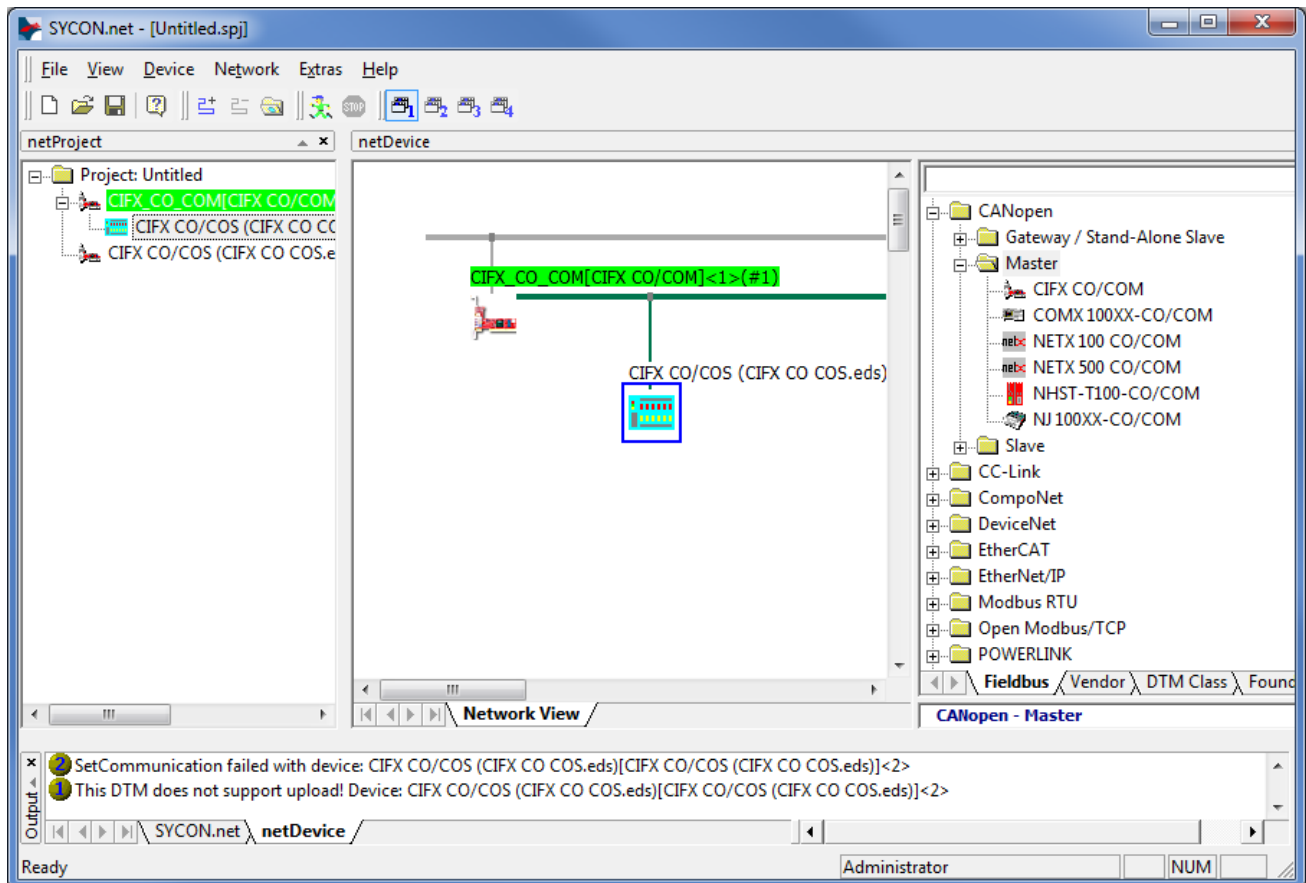 SYCON.net - [Untitled.spj]
File View Device Network Extras Help
netProject
netDevice
Project: Untitled
CIFX_CO_COM[CIFX CO/COM
CIFX CO/COS (CIFX CO CC
CIFX CO/COS (CIFX CO COS.e
CIFX_CO_COM[CIFX CO/COM]<1>(#1)
CIFX CO/COS (CIFX CO COS.eds)
Network View
CANopen
Gateway / Stand-Alone Slave
Master
CIFX CO/COM
COMX 100XX-CO/COM
netx NETX 100 CO/COM
netx NETX 500 CO/COM
NHST-T100-CO/COM
NJ 100XX-CO/COM
Slave
CC-Link
CompoNet
DeviceNet
EtherCAT
EtherNet/IP
Modbus RTU
Open Modbus/TCP
POWERLINK
Fieldbus Vendor DTM Class Found
CANopen - Master
Output
2 SetCommunication failed with device: CIFX CO/COS (CIFX CO COS.eds)[CIFX CO/COS (CIFX CO COS.eds)]<2>
1 This DTM does not support upload! Device: CIFX CO/COS (CIFX CO COS.eds)[CIFX CO/COS (CIFX CO COS.eds)]<2>
SYCON.net netDevice
Ready
Administrator
NUM